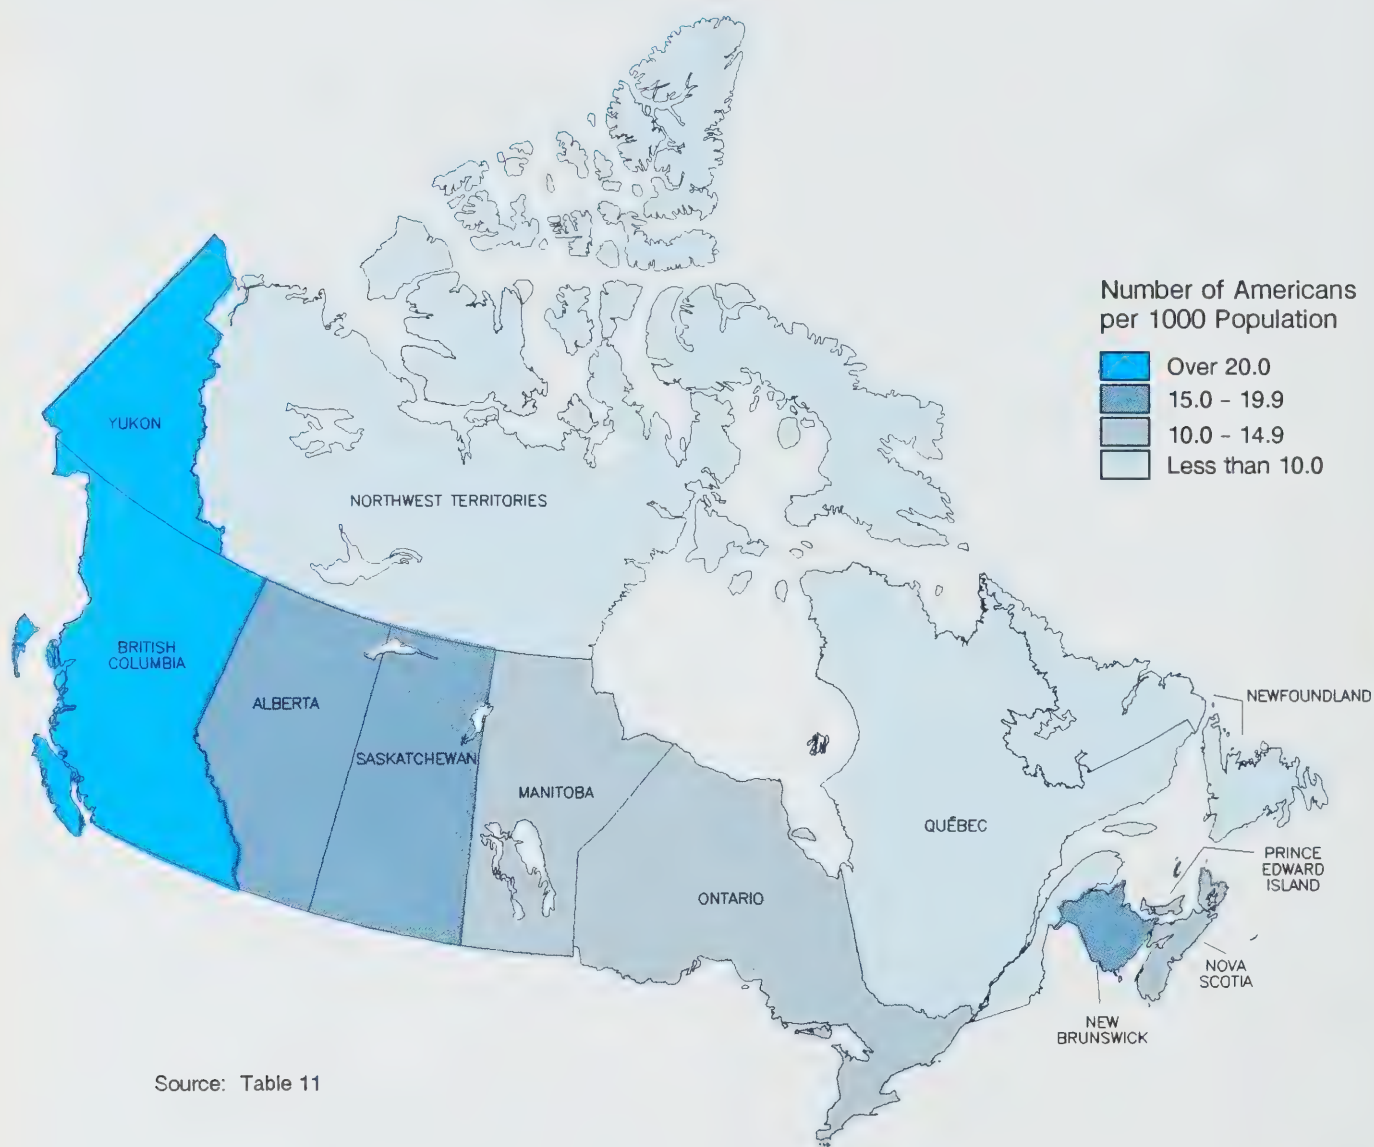 Number of Americans
per 1000 Population
Over 20.0
15.0 - 19.9
10.0 - 14.9
Less than 10.0
YUKON
NORTHWEST TERRITORIES
BRITISH
COLUMBIA
ALBERTA
SASKATCHEWAN
MANITOBA
ONTARIO
QUÉBEC
NEWFOUNDLAND
PRINCE
EDWARD
ISLAND
NOVA
SCOTIA
NEW
BRUNSWICK
Source: Table 11